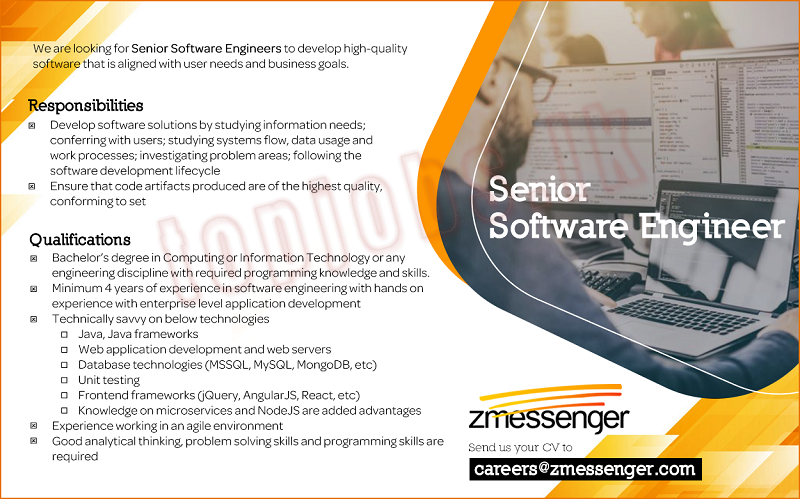 We are looking for Senior Software Engineers to develop high-quality
software that is aligned with user needs and business goals.
Responsibilities
Develop software solutions by studying information needs;
conferring with users; studying systems flow, data usage and
work processes; investigating problem areas; following the
software development lifecycle
Ensure that code artifacts produced are of the highest quality,
conforming to set
Qualifications
Bachelor's degree in Computing or Information Technology or any
engineering discipline with required programming knowledge and skills.
Minimum 4 years of experience in software engineering with hands on
experience with enterprise level application development
Technically savvy on below technologies
Java, Java frameworks
Web application development and web servers
Database technologies (MSSQL, MySQL, MongoDB, etc)
Unit testing
Frontend frameworks (jQuery, AngularJS, React, etc)
Knowledge on microservices and NodeJS are added advantages
Experience working in an agile environment
Good analytical thinking, problem solving skills and programming skills are
required
Senior
Software Engineer
zmessenger
Send us your CV to
careers@zmessenger.com
topjobs.lk